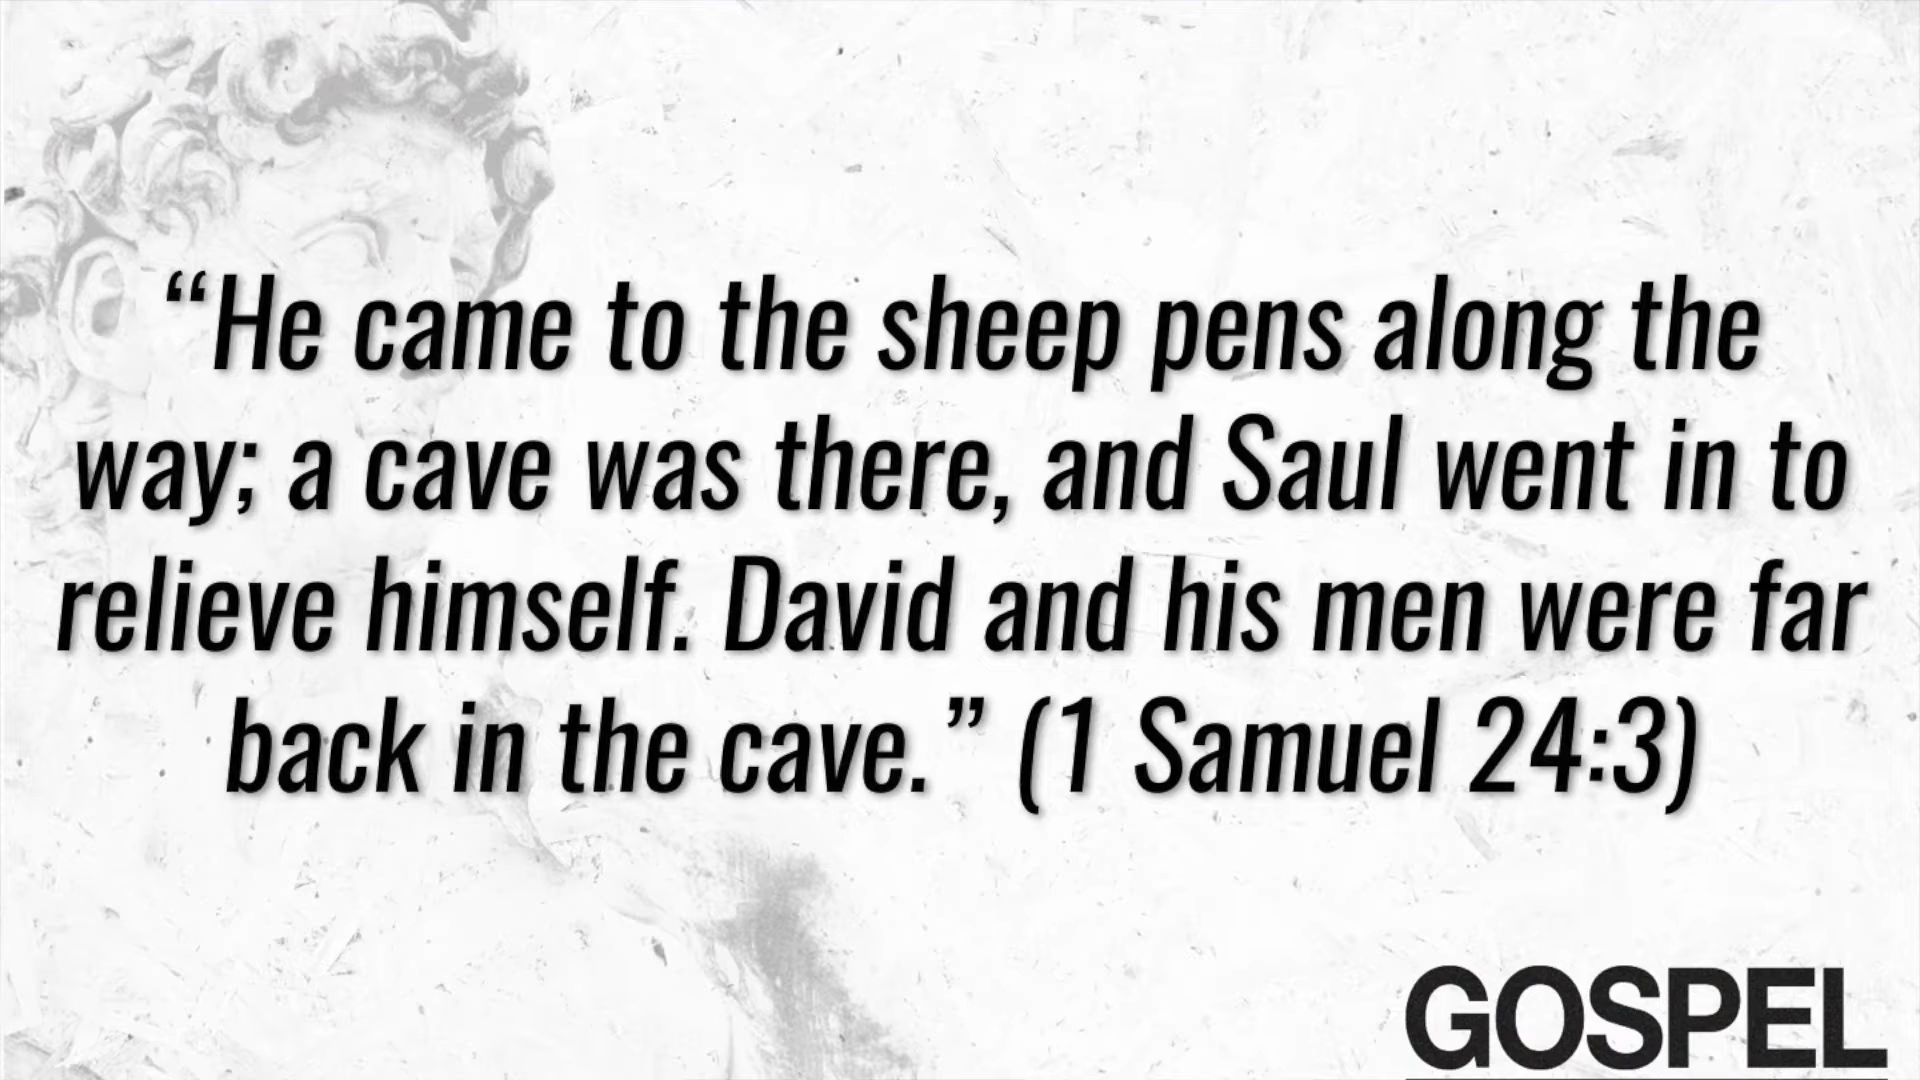 “He came to the sheep pens along the
way; a cave was there, and Saul went in to
relieve himself. David and his men were far
back in the cave.” (1 Samuel 24:3)
GOSPEL